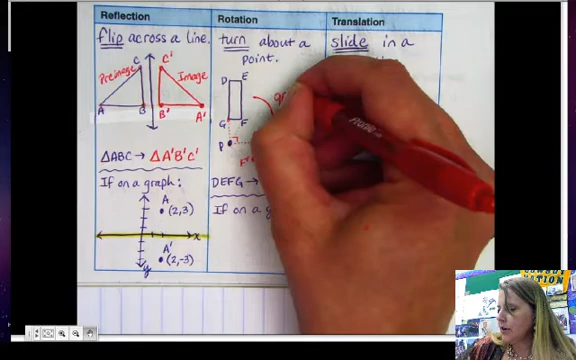 Reflection
Rotation
Translation
flip across a line.
turn about a
point.
slide in a
Preimage
Image
C
C'
A
B
B'
A'
D
E
G
F
P
ΔABC → ΔA'B'C'
DEFG →
If on a graph:
If on a
A
(2,3)
x
A'
(2,-3)
y